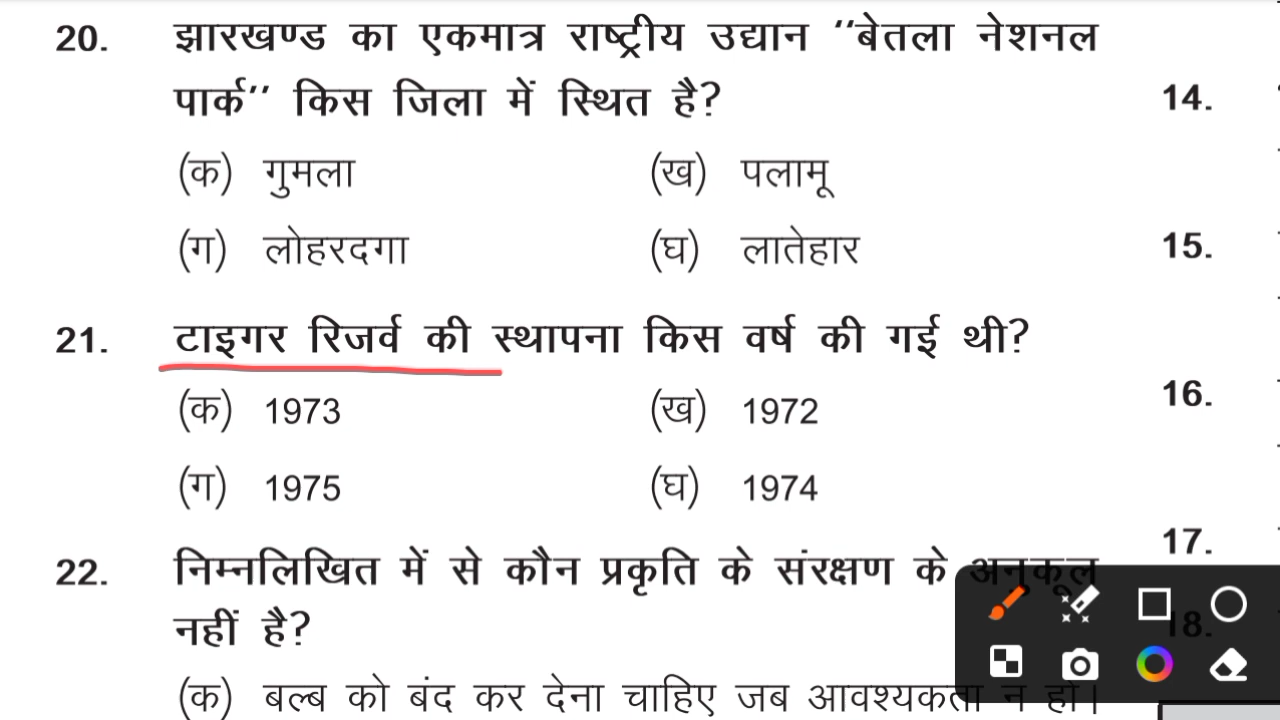 20. झारखण्ड का एकमात्र राष्ट्रीय उद्यान ''बेतला नेशनल
पार्क'' किस जिला में स्थित है?
(क) गुमला (ख) पलामू
(ग) लोहरदगा (घ) लातेहार
21. टाइगर रिजर्व की स्थापना किस वर्ष की गई थी?
(क) 1973 (ख) 1972
(ग) 1975 (घ) 1974
22. निम्नलिखित में से कौन प्रकृति के संरक्षण के अनुकूल
नहीं है?
(क) बल्ब को बंद कर देना चाहिए जब आवश्यकता न हो।
14.
15.
16.
17.
18.